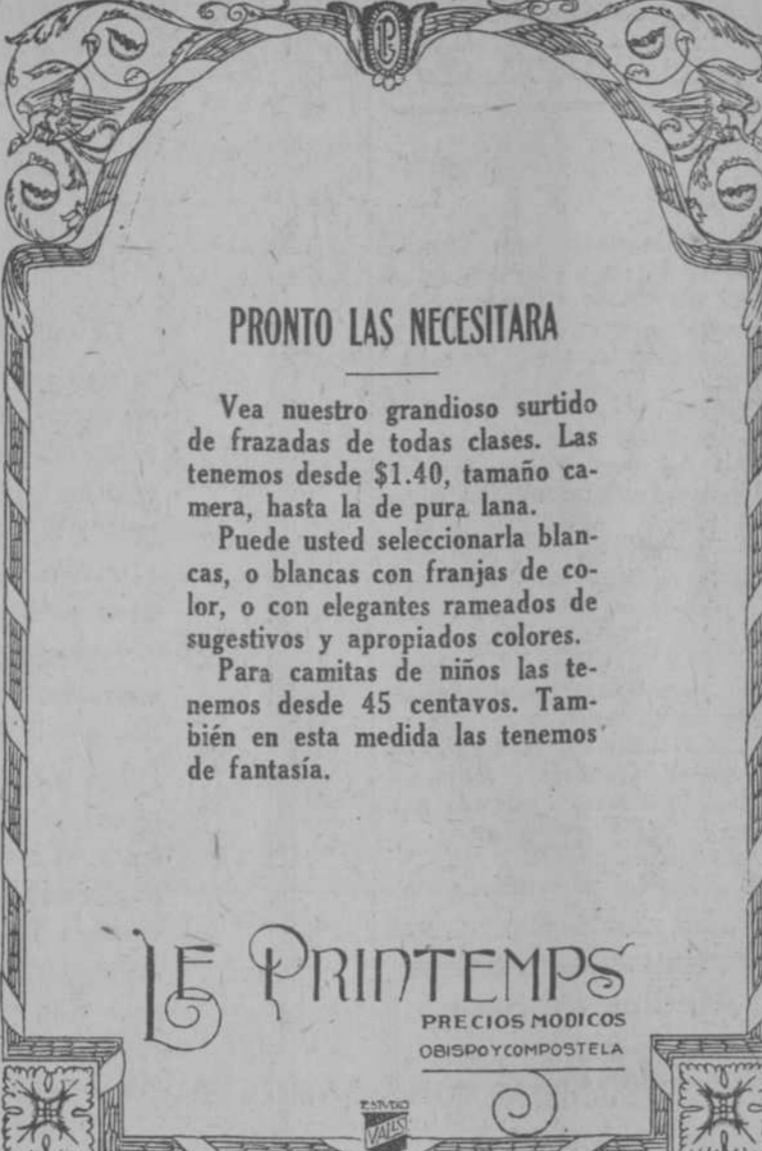 PRONTO LAS NECESITARA
Vea nuestro grandioso surtido
de frazadas de todas clases. Las
tenemos desde $1.40, tamaño ca-
mera, hasta la de pura lana.
Puede usted seleccionarla blan-
cas, o blancas con franjas de co-
lor, o con elegantes rameados de
sugestivos y apropiados colores.
Para camitas de niños las te-
nemos desde 45 centavos. Tam-
bién en esta medida las tenemos
de fantasía.
LE PRINTEMPS
PRECIOS MODICOS
OBISPO Y COMPOSTELA
ESTVDIO
VALLS